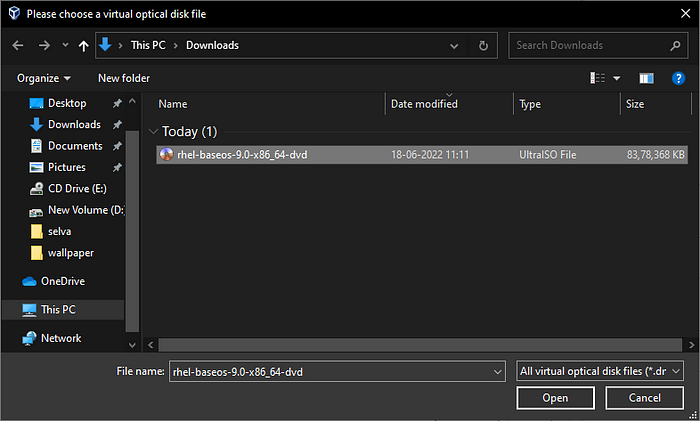 Please choose a virtual optical disk file
This PC > Downloads
Search Downloads
Organize
New folder
?
Name
Date modified
Type
Size
Today (1)
rhel-baseos-9.0-x86_64-dvd
18-06-2022 11:11
UltraISO File
83,78,368 KB
Desktop
Downloads
Documents
Pictures
CD Drive (E:)
New Volume (D:
selva
wallpaper
OneDrive
This PC
Network
File name:
rhel-baseos-9.0-x86_64-dvd
All virtual optical disk files (*.dr
Open
Cancel